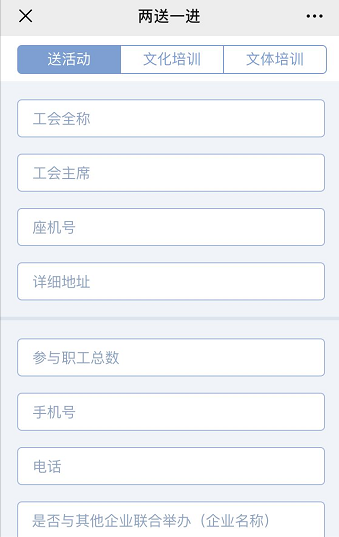 两送一进
送活动 文化培训 文体培训
工会全称
工会主席
座机号
详细地址
参与职工总数
手机号
电话
是否与其他企业联合举办（企业名称）